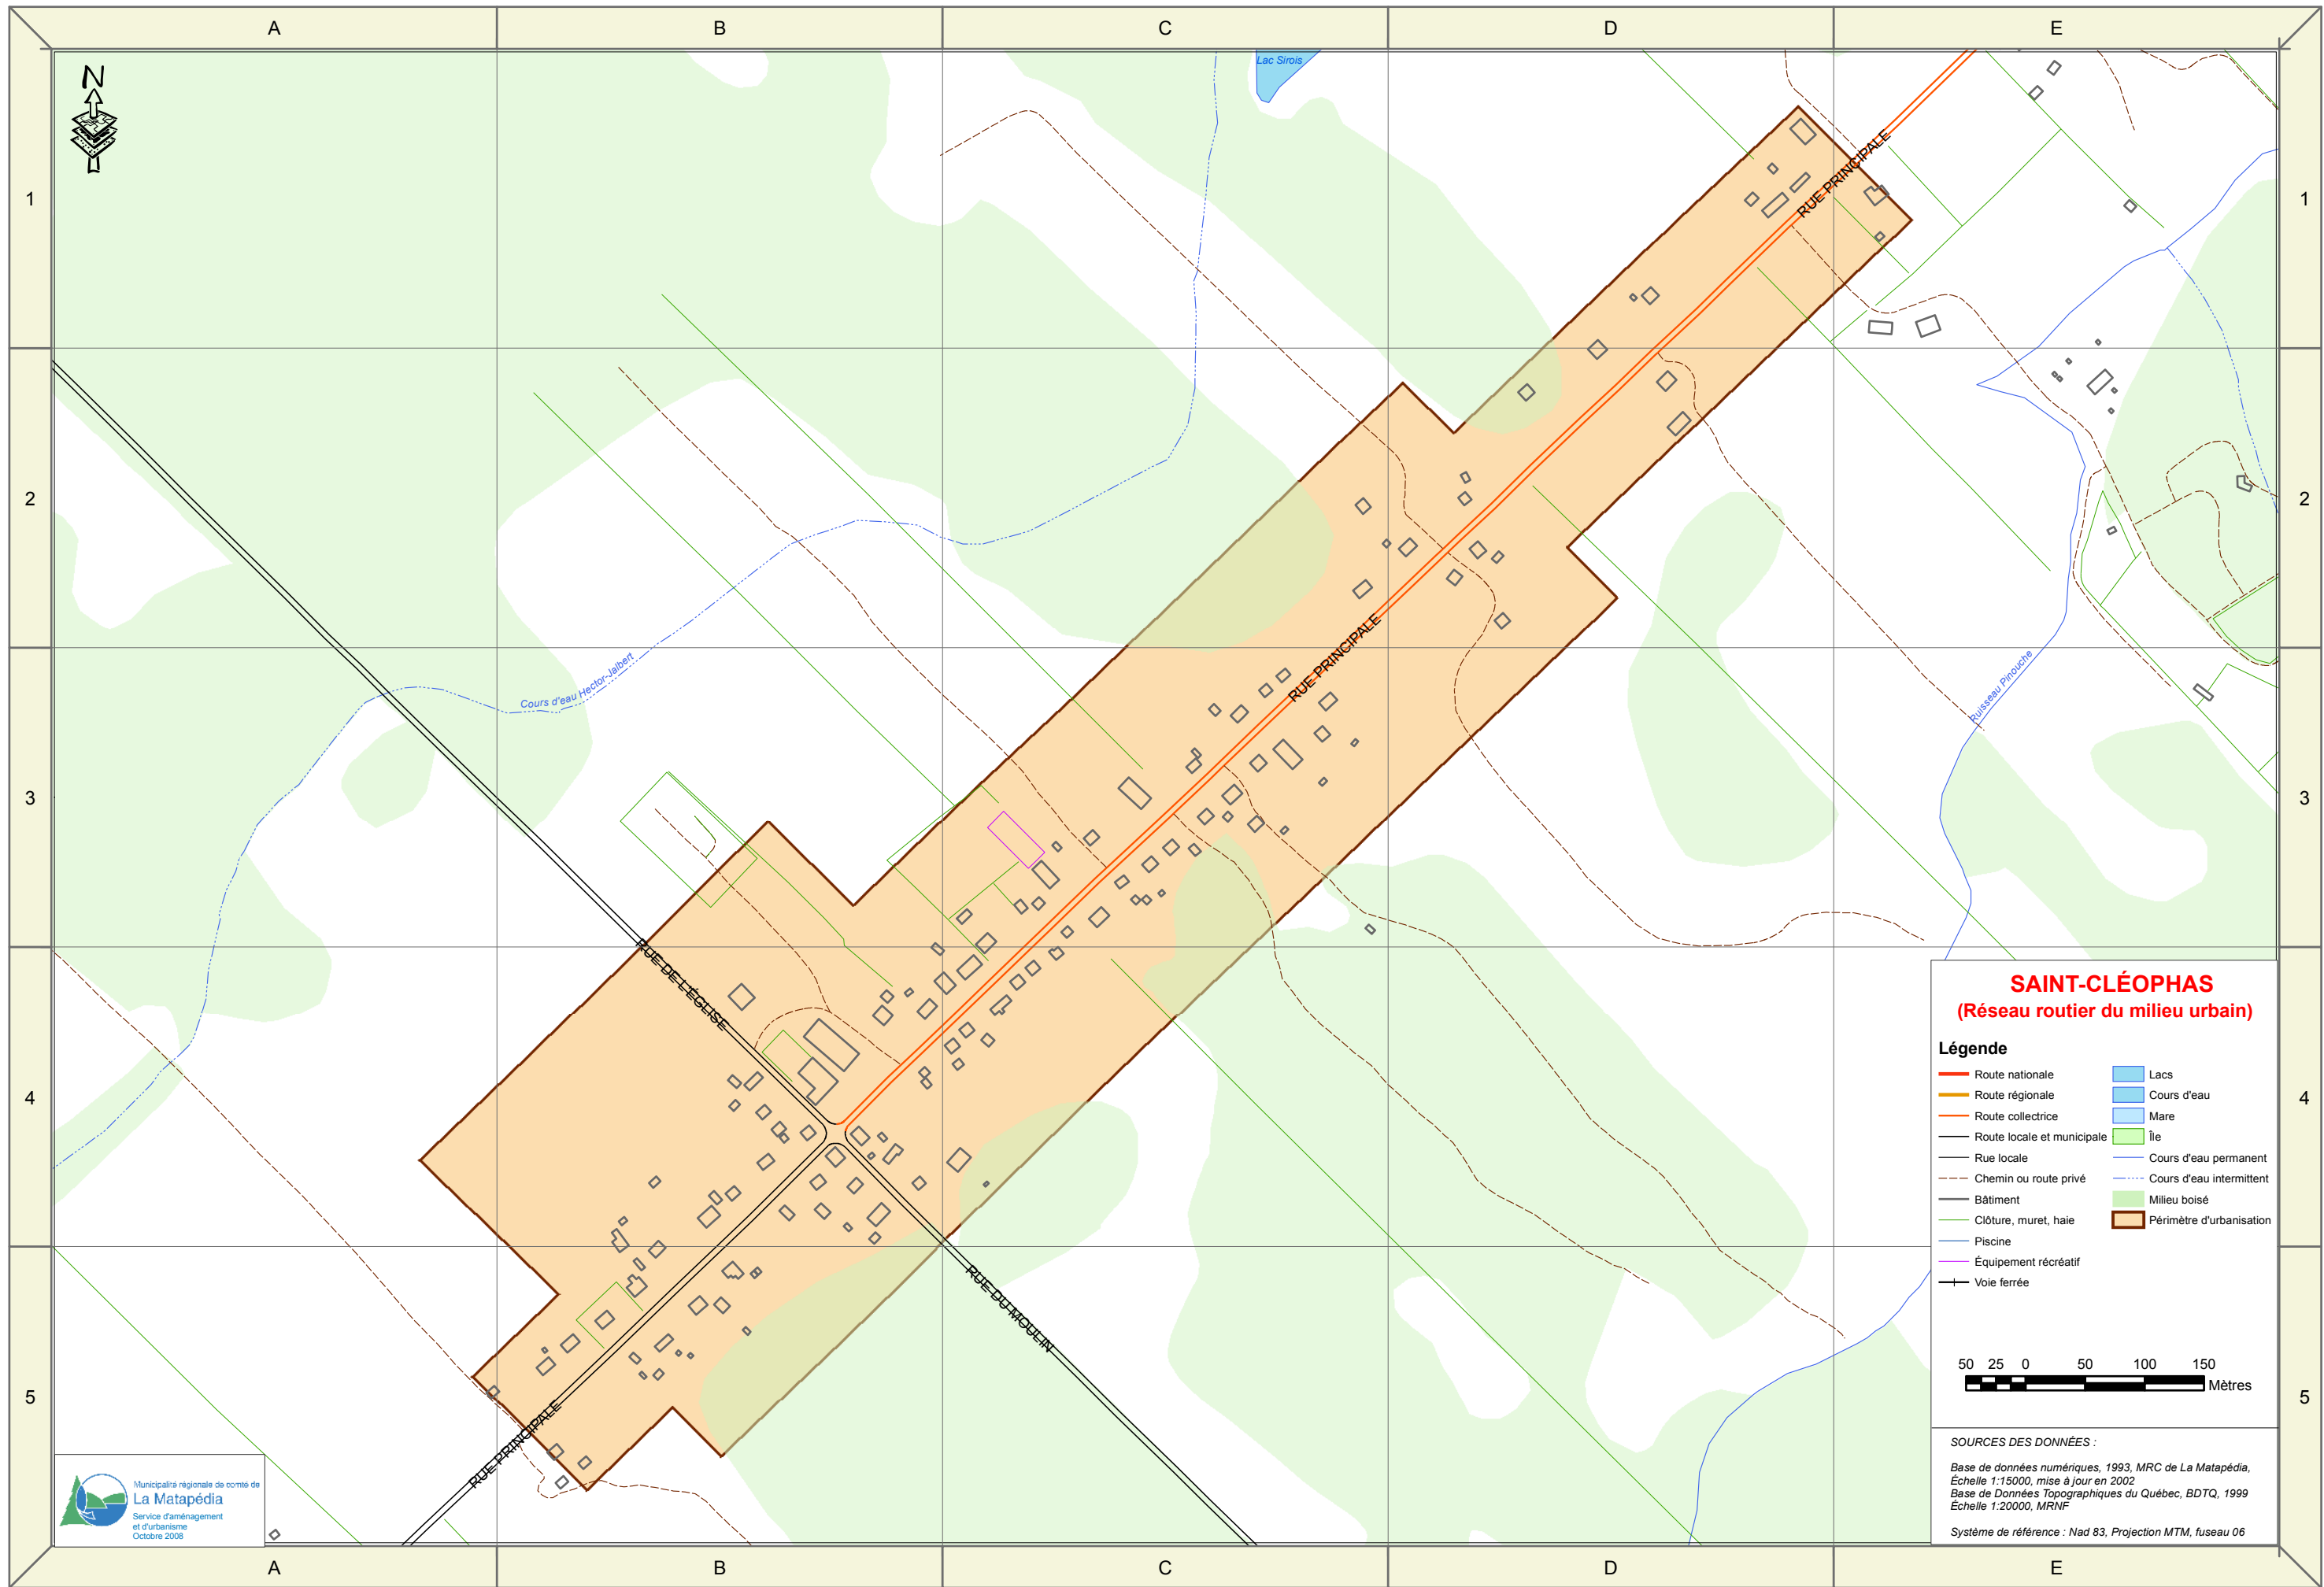 A B C D E
N
Lac Sirois
RUE PRINCIPALE
1 1
2 2
RUE PRINCIPALE
Cours d'eau Hector-Jalbert
Ruisseau Pinouche
3 3
RUE DE L'ÉGLISE
4 4
RUE DU MOULIN
RUE PRINCIPALE
5 5
SAINT-CLÉOPHAS
(Réseau routier du milieu urbain)
Légende
Route nationale
Route régionale
Route collectrice
Route locale et municipale
Rue locale
Chemin ou route privé
Bâtiment
Clôture, muret, haie
Piscine
Équipement récréatif
Voie ferrée
Lacs
Cours d'eau
Mare
Île
Cours d'eau permanent
Cours d'eau intermittent
Milieu boisé
Périmètre d'urbanisation
50 25 0 50 100 150
Mètres
SOURCES DES DONNÉES :
Base de données numériques, 1993, MRC de La Matapédia,
Échelle 1:15000, mise à jour en 2002
Base de Données Topographiques du Québec, BDTQ, 1999
Échelle 1:20000, MRNF
Système de référence : Nad 83, Projection MTM, fuseau 06
Municipalité régionale de comté de
La Matapédia
Service d'aménagement
et d'urbanisme
Octobre 2008
A B C D E